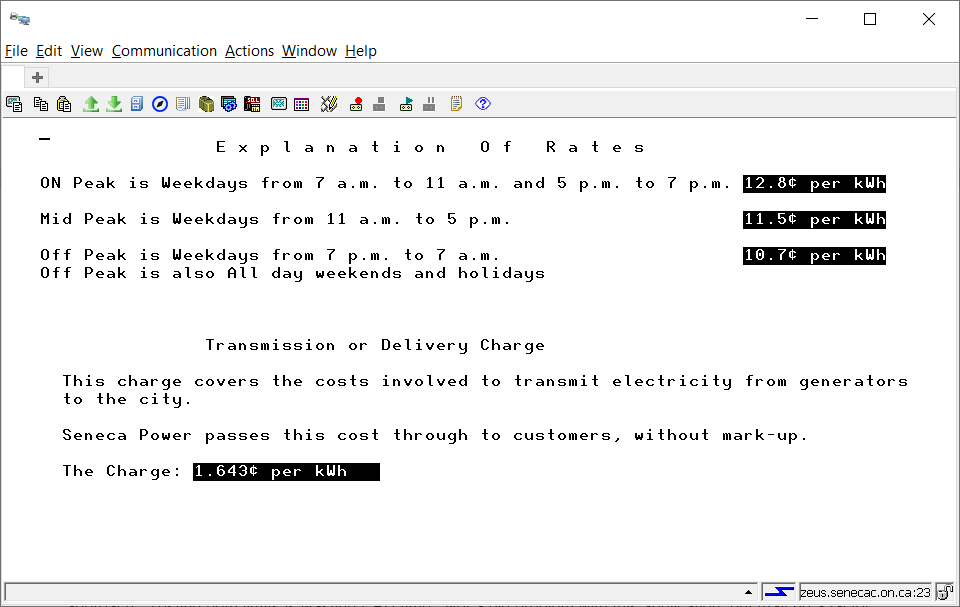 File Edit View Communication Actions Window Help
E x p l a n a t i o n   O f   R a t e s
ON Peak is Weekdays from 7 a.m. to 11 a.m. and 5 p.m. to 7 p.m. 12.8¢ per kWh
Mid Peak is Weekdays from 11 a.m. to 5 p.m. 11.5¢ per kWh
Off Peak is Weekdays from 7 p.m. to 7 a.m. 10.7¢ per kWh
Off Peak is also All day weekends and holidays
Transmission or Delivery Charge
This charge covers the costs involved to transmit electricity from generators
to the city.
Seneca Power passes this cost through to customers, without mark-up.
The Charge: 1.643¢ per kWh
zeus.senecac.on.ca:23